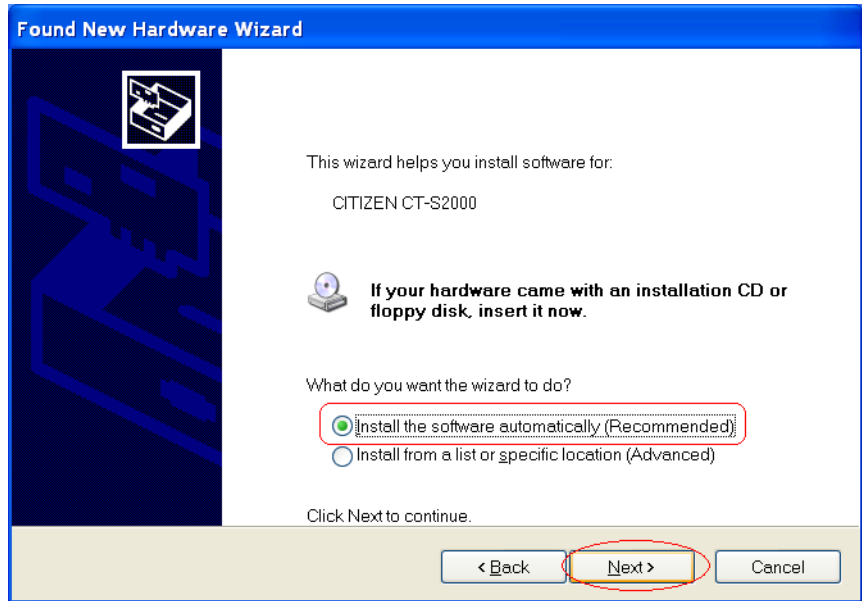 Found New Hardware Wizard
This wizard helps you install software for:
CITIZEN CT-S2000
If your hardware came with an installation CD or
floppy disk, insert it now.
What do you want the wizard to do?
Install the software automatically (Recommended)
Install from a list or specific location (Advanced)
Click Next to continue.
< Back
Next >
Cancel